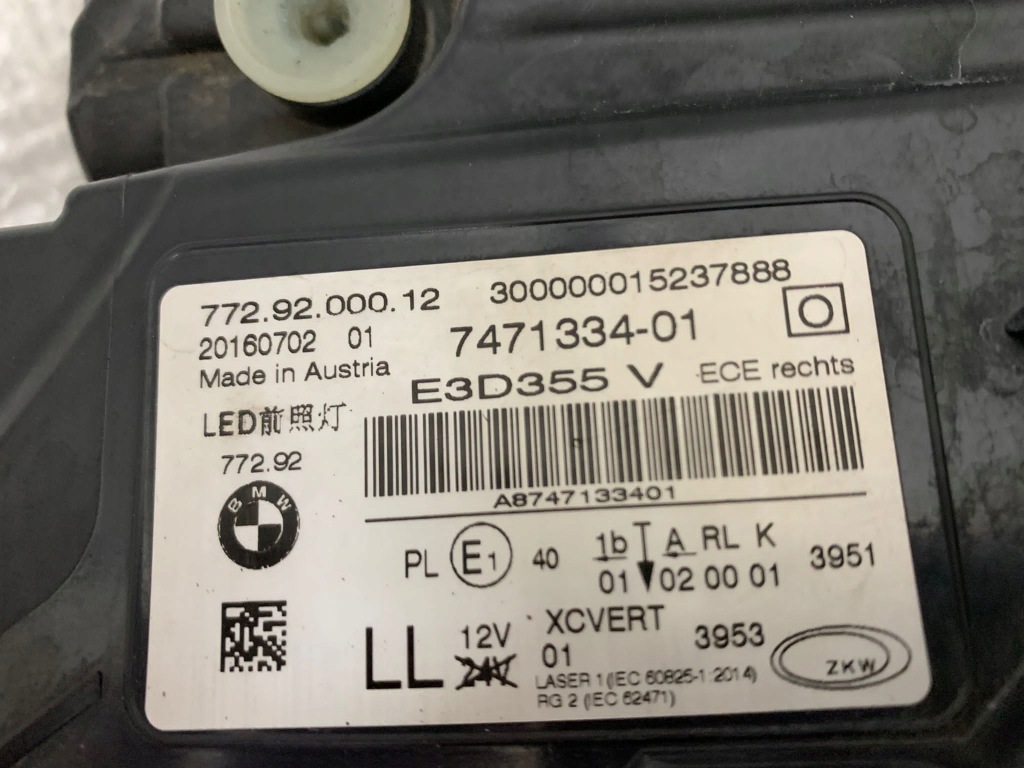 772.92.000.12 300000015237888
20160702 01 7471334-01
Made in Austria E3D355 V ECE rechts
LED前照灯
772.92
A8747133401
BMW
PL E1 40 1b A RL K 3951
01 02 00 01
LL 12V XCVERT 3953
24V 01
LASER 1 (IEC 60825-1:2014)
RG 2 (IEC 62471)
ZKW